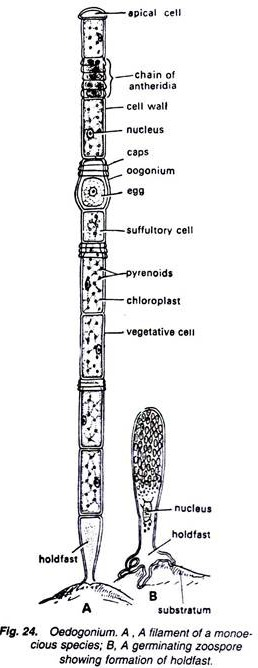 apical cell
chain of
antheridia
cell wall
nucleus
caps
oogonium
egg
suffultory cell
pyrenoids
chloroplast
vegetative cell
nucleus
holdfast
holdfast
A
B
substratum
Fig. 24. Oedogonium. A, A filament of a monoe-
cious species; B, A germinating zoospore
showing formation of holdfast.